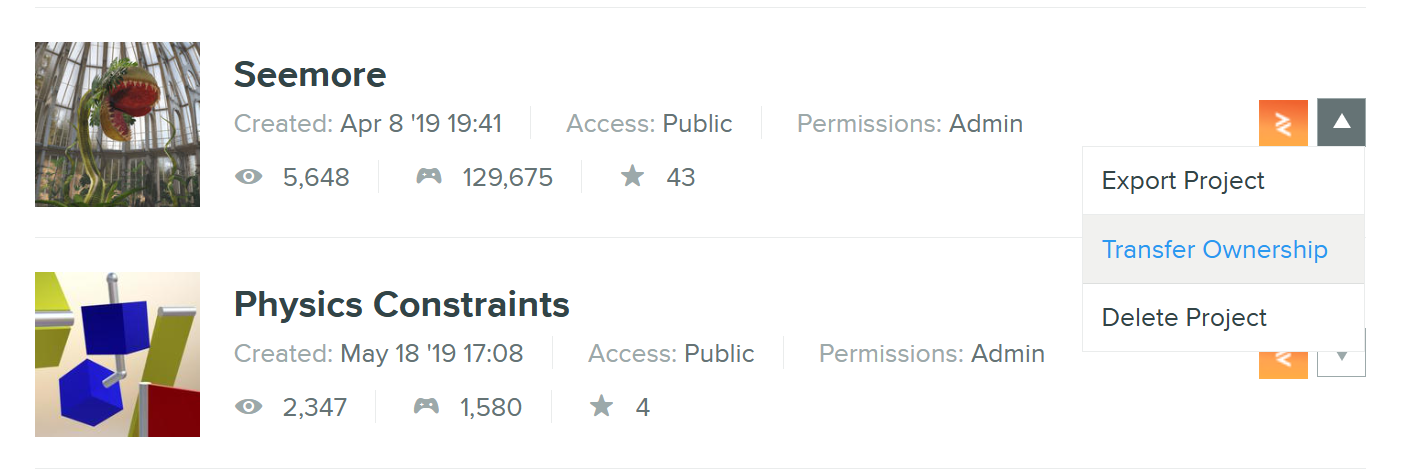 Seemore
Created: Apr 8 '19 19:41 Access: Public Permissions: Admin
5,648 129,675 43
Export Project
Transfer Ownership
Delete Project
Physics Constraints
Created: May 18 '19 17:08 Access: Public Permissions: Admin
2,347 1,580 4